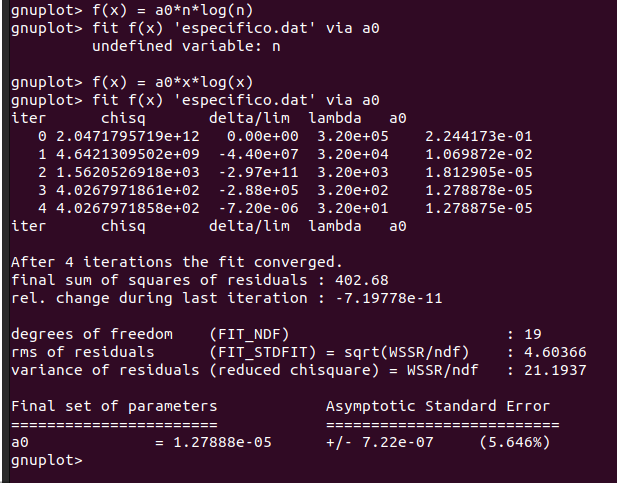 gnuplot> f(x) = a0*n*log(n)
gnuplot> fit f(x) 'especifico.dat' via a0
         undefined variable: n

gnuplot> f(x) = a0*x*log(x)
gnuplot> fit f(x) 'especifico.dat' via a0
iter      chisq       delta/lim  lambda   a0
   0 2.0471795719e+12   0.00e+00  3.20e+05    2.244173e-01
   1 4.6421309502e+09  -4.40e+07  3.20e+04    1.069872e-02
   2 1.5620526918e+03  -2.97e+11  3.20e+03    1.812905e-05
   3 4.0267971861e+02  -2.88e+05  3.20e+02    1.278878e-05
   4 4.0267971858e+02  -7.20e-06  3.20e+01    1.278875e-05
iter      chisq       delta/lim  lambda   a0

After 4 iterations the fit converged.
final sum of squares of residuals : 402.68
rel. change during last iteration : -7.19778e-11

degrees of freedom    (FIT_NDF)                        : 19
rms of residuals      (FIT_STDFIT) = sqrt(WSSR/ndf)    : 4.60366
variance of residuals (reduced chisquare) = WSSR/ndf   : 21.1937

Final set of parameters            Asymptotic Standard Error
=======================            ==========================
a0              = 1.27888e-05      +/- 7.22e-07     (5.646%)
gnuplot>